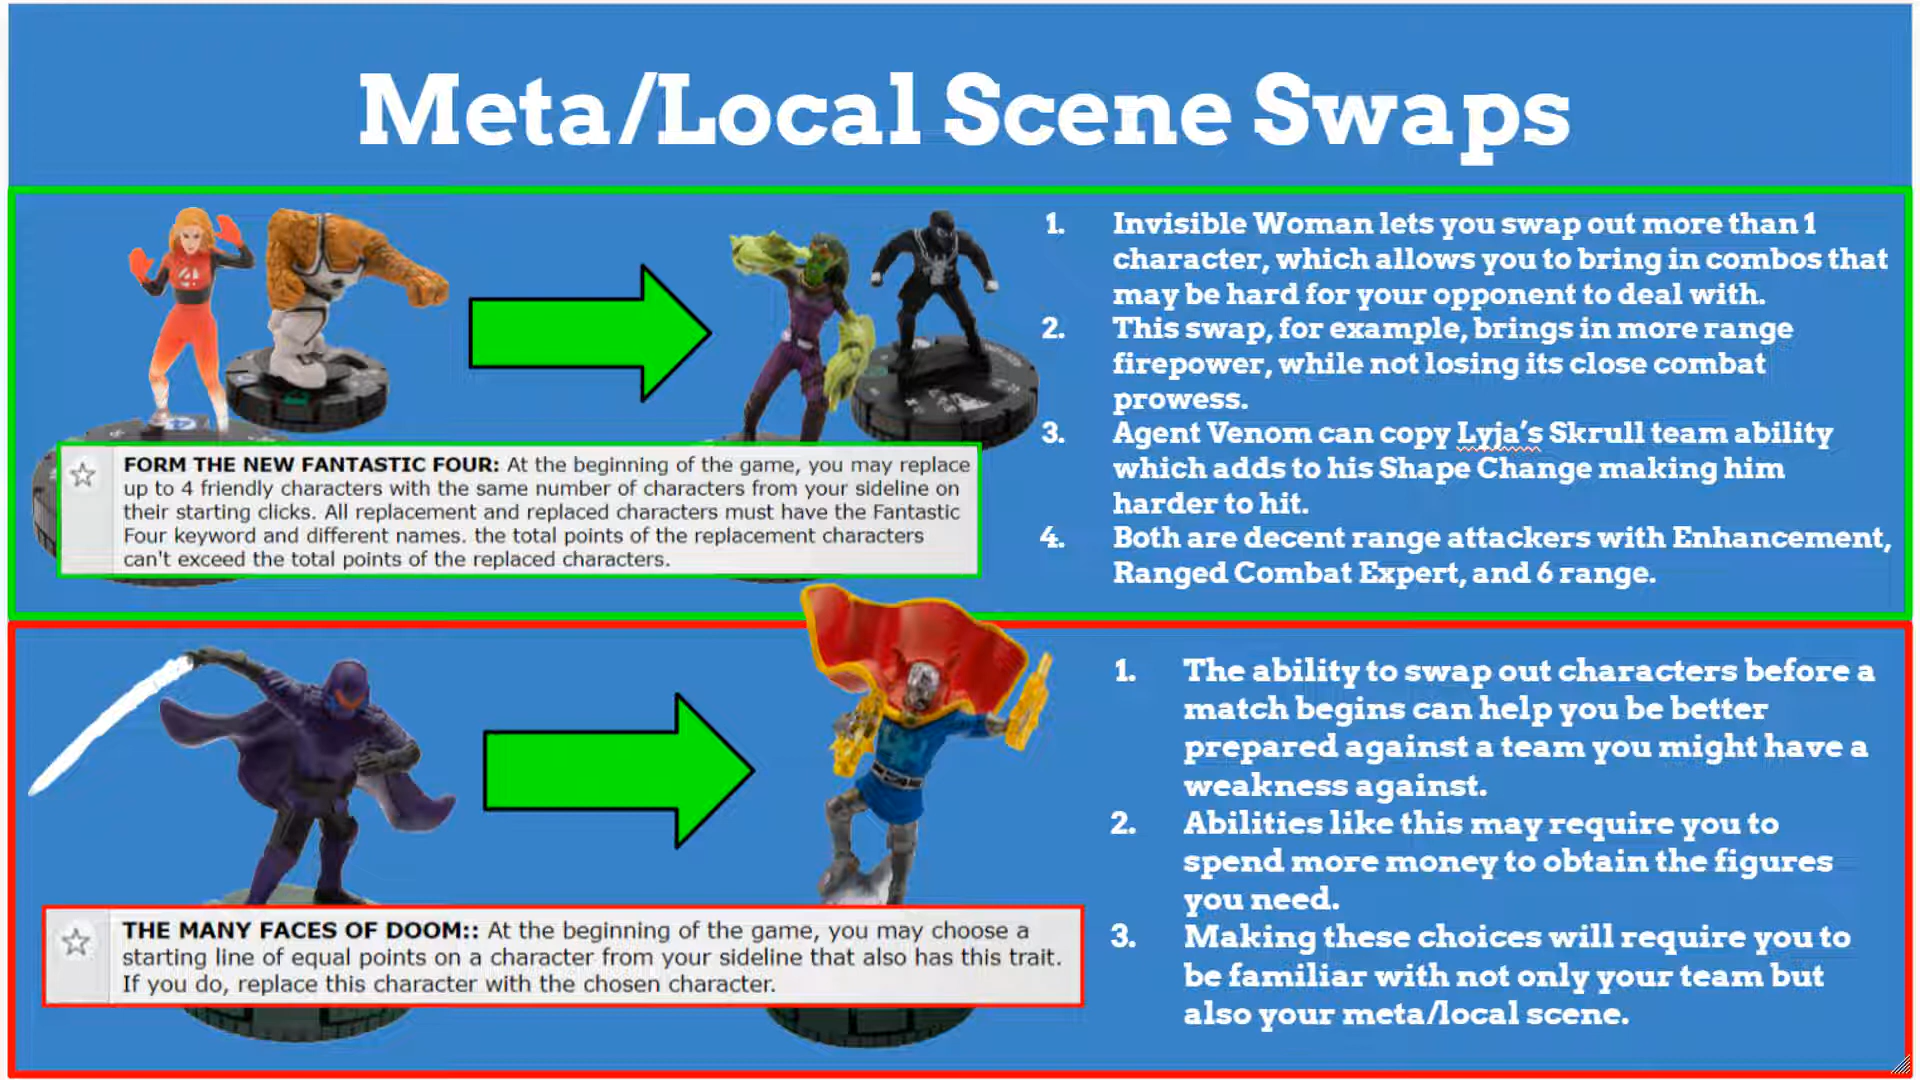 Meta/Local Scene Swaps
FORM THE NEW FANTASTIC FOUR: At the beginning of the game, you may replace
up to 4 friendly characters with the same number of characters from your sideline on
their starting clicks. All replacement and replaced characters must have the Fantastic
Four keyword and different names. the total points of the replacement characters
can't exceed the total points of the replaced characters.
1. Invisible Woman lets you swap out more than 1
character, which allows you to bring in combos that
may be hard for your opponent to deal with.
2. This swap, for example, brings in more range
firepower, while not losing its close combat
prowess.
3. Agent Venom can copy Lyja's Skrull team ability
which adds to his Shape Change making him
harder to hit.
4. Both are decent range attackers with Enhancement,
Ranged Combat Expert, and 6 range.
THE MANY FACES OF DOOM:: At the beginning of the game, you may choose a
starting line of equal points on a character from your sideline that also has this trait.
If you do, replace this character with the chosen character.
1. The ability to swap out characters before a
match begins can help you be better
prepared against a team you might have a
weakness against.
2. Abilities like this may require you to
spend more money to obtain the figures
you need.
3. Making these choices will require you to
be familiar with not only your team but
also your meta/local scene.